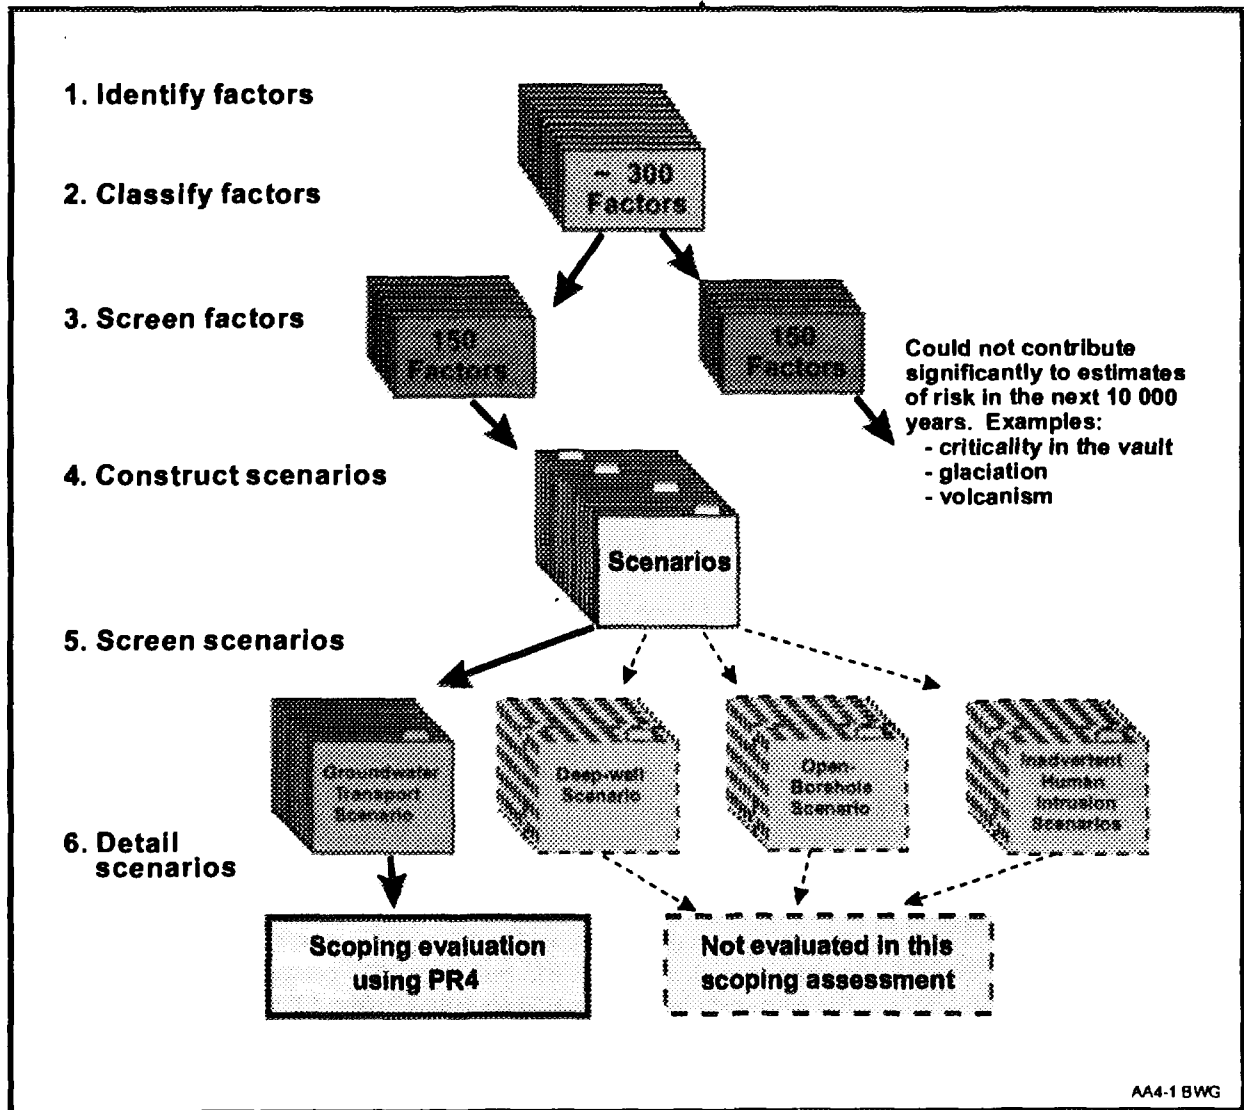 1. Identify factors
~ 300
Factors
2. Classify factors
3. Screen factors
150
Factors
150
Factors
Could not contribute
significantly to estimates
of risk in the next 10 000
years. Examples:
- criticality in the vault
- glaciation
- volcanism
4. Construct scenarios
Scenarios
5. Screen scenarios
Groundwater
Transport
Scenario
Deep-well
Scenario
Open-
Borehole
Scenario
Inadvertent
Human
Intrusion
Scenarios
6. Detail
scenarios
Scoping evaluation
using PR4
Not evaluated in this
scoping assessment
AA4-1 BWG